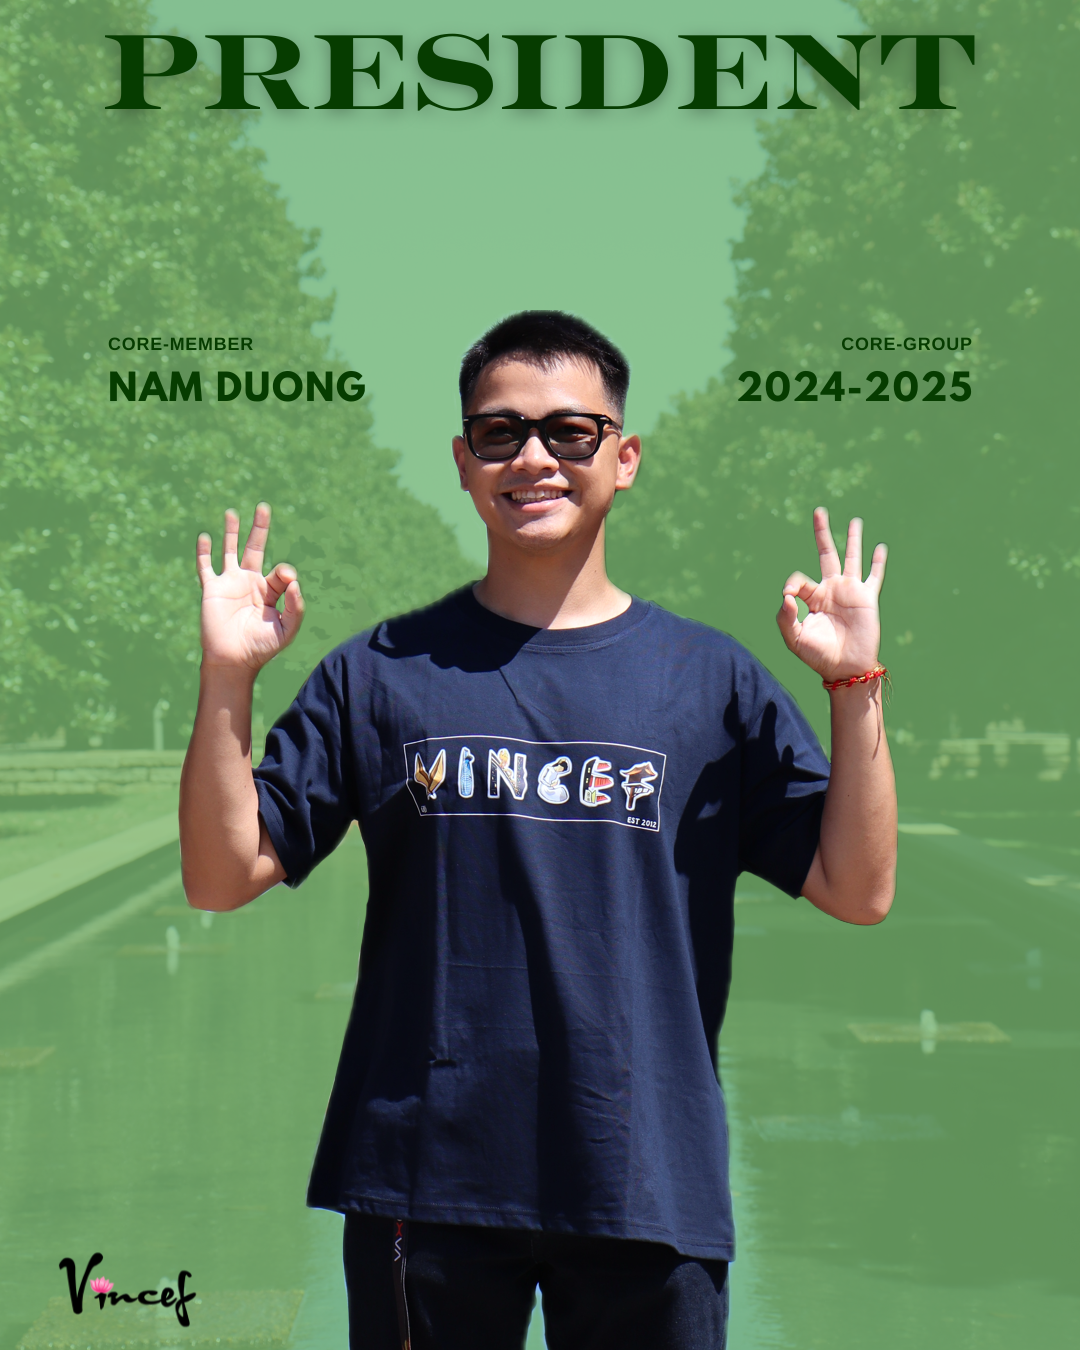 PRESIDENT
CORE-MEMBER
NAM DUONG
CORE-GROUP
2024-2025
VINCEF
EST 2012
Vincef